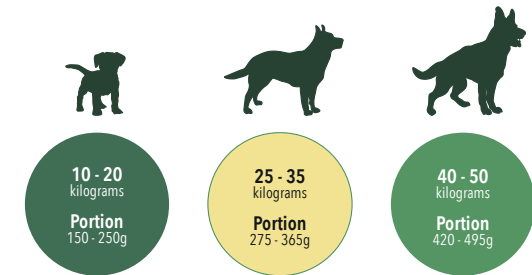 10 - 20
kilograms
Portion
150 - 250g
25 - 35
kilograms
Portion
275 - 365g
40 - 50
kilograms
Portion
420 - 495g